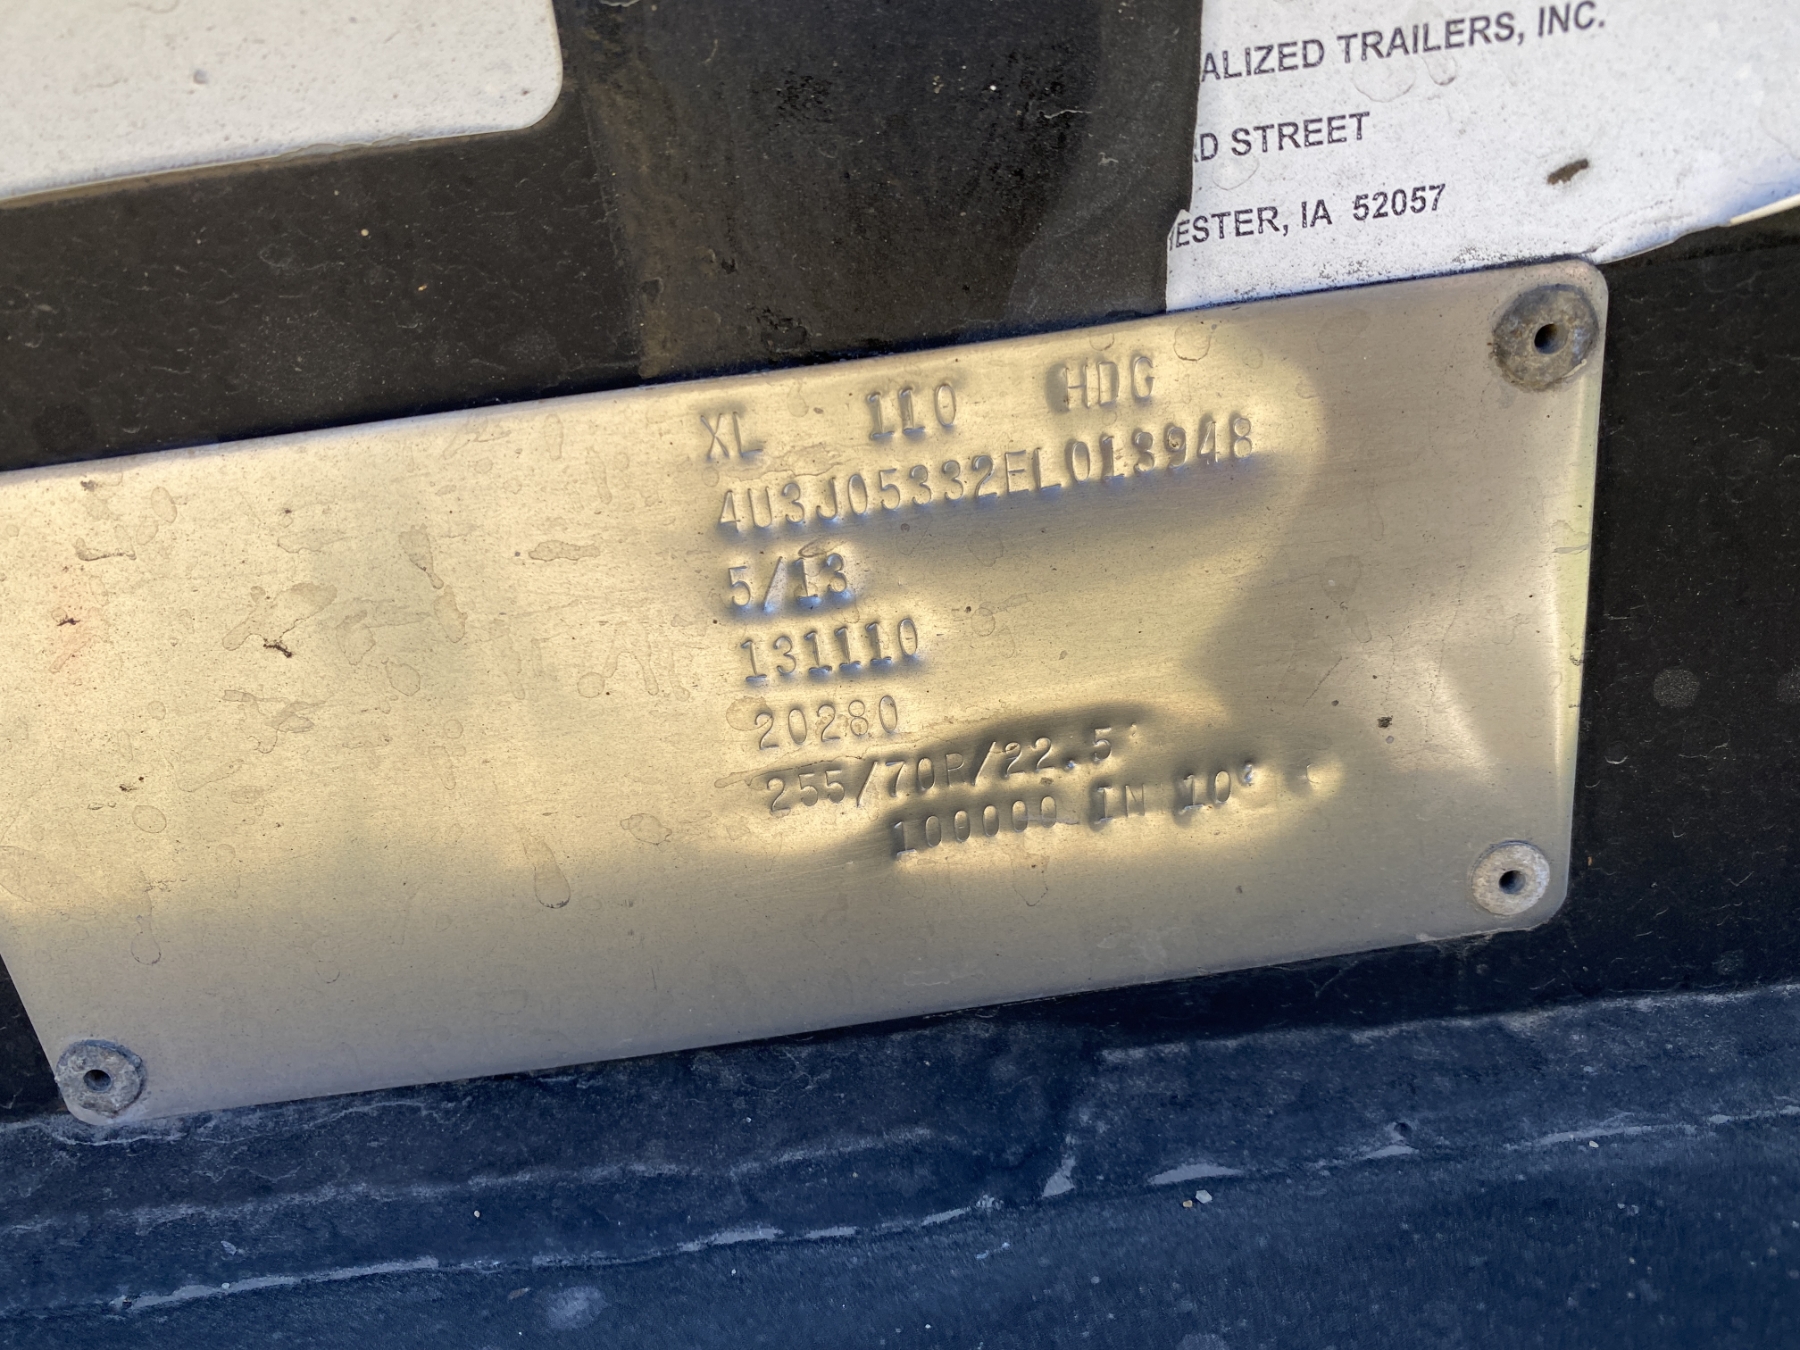 ALIZED TRAILERS, INC.
D STREET
ESTER, IA 52057
XL 110 HDG
4U3J05332EL013948
5/13
131110
20280
255/70R/22.5
100000 IN 10'